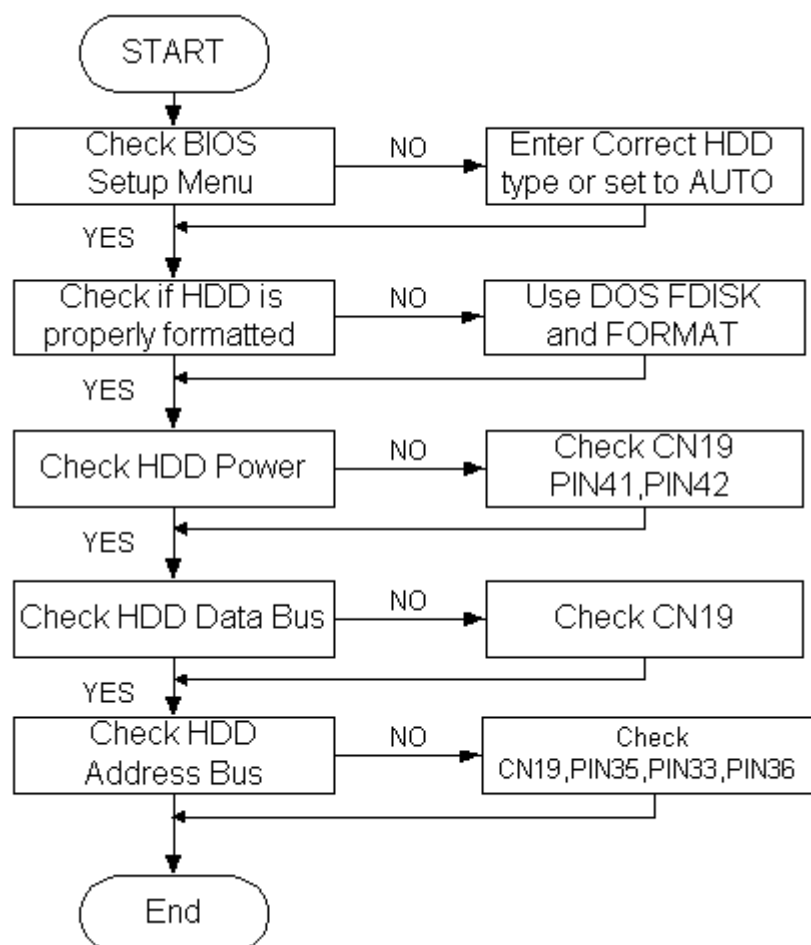 START
Check BIOS
Setup Menu
NO
Enter Correct HDD
type or set to AUTO
YES
Check if HDD is
properly formatted
NO
Use DOS FDISK
and FORMAT
YES
Check HDD Power
NO
Check CN19
PIN41,PIN42
YES
Check HDD Data Bus
NO
Check CN19
YES
Check HDD
Address Bus
NO
Check
CN19,PIN35,PIN33,PIN36
End